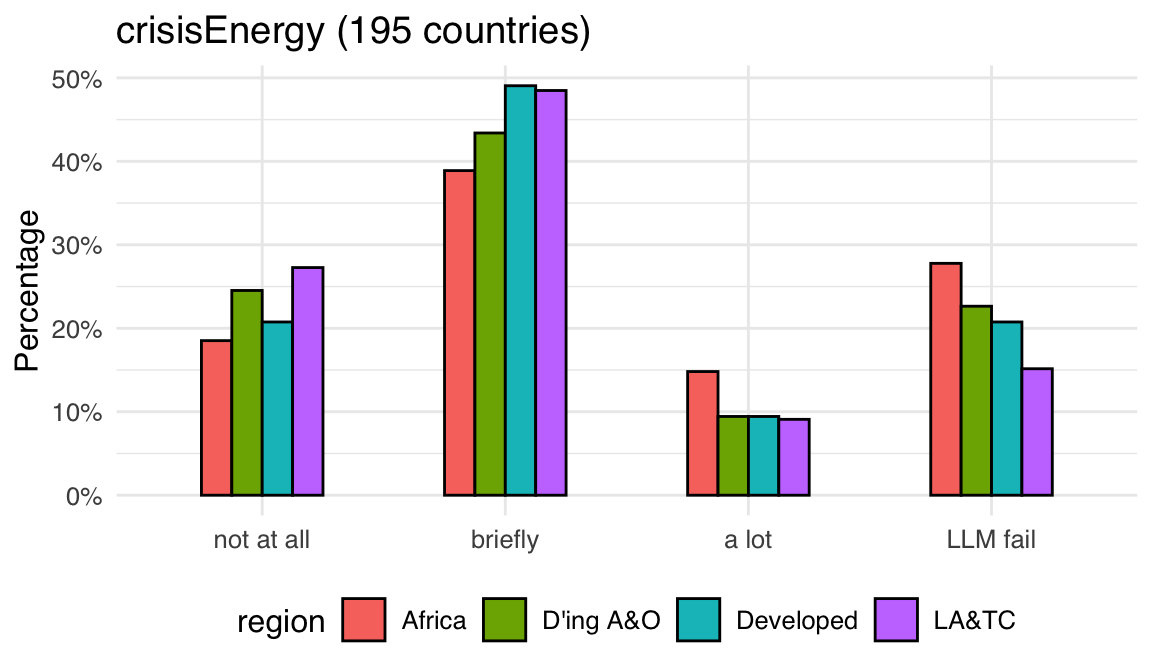 crisisEnergy (195 countries)
Percentage
50%
40%
30%
20%
10%
0%
not at all briefly a lot LLM fail
region Africa D'ing A&O Developed LA&TC